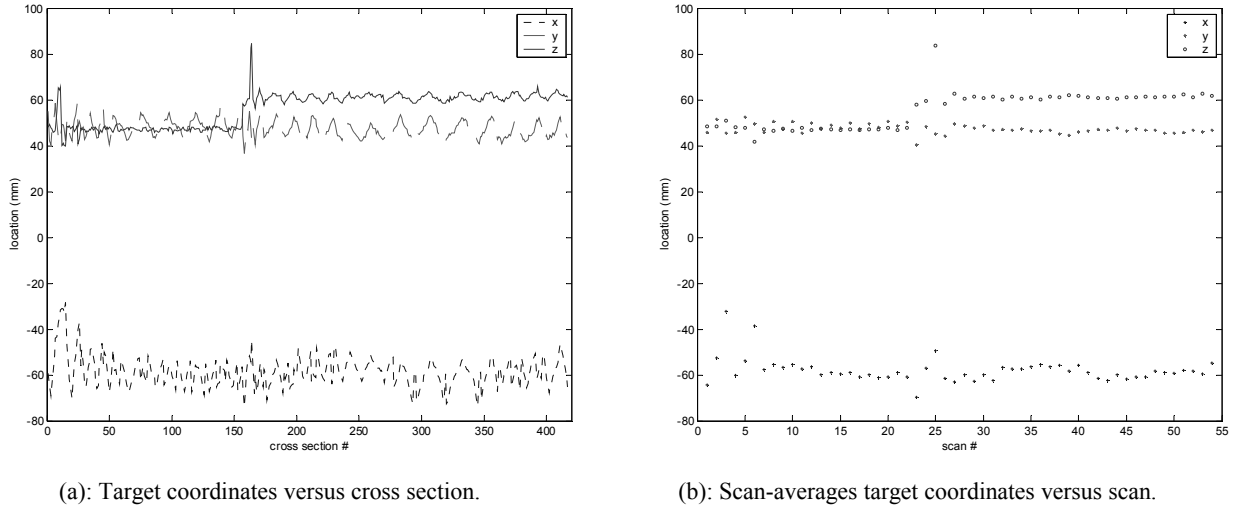 100
80
60
40
20
0
-20
-40
-60
-80
location (mm)
0 50 100 150 200 250 300 350 400
cross section #
x
y
z
(a): Target coordinates versus cross section.
100
80
60
40
20
0
-20
-40
-60
-80
location (mm)
0 5 10 15 20 25 30 35 40 45 50 55
scan #
x
y
z
(b): Scan-averages target coordinates versus scan.